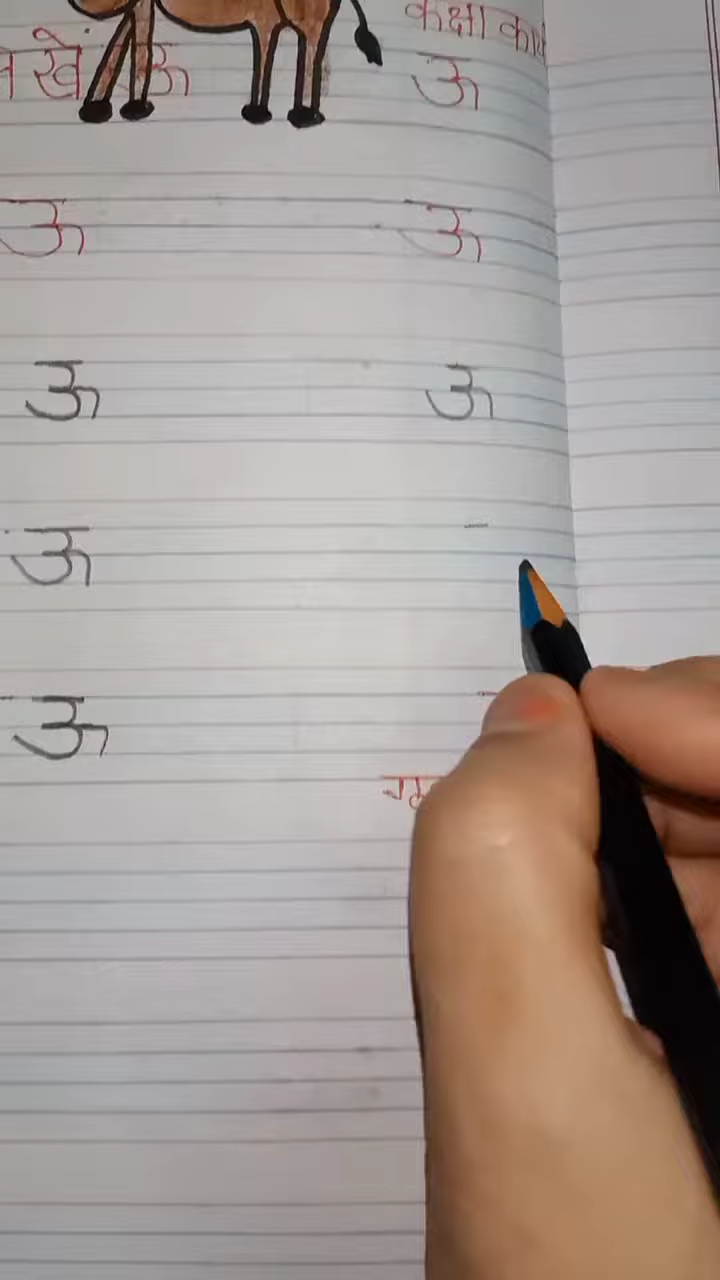 कक्षा कार्य
लिखें ऊ ऊ
ऊ ऊ
ऊ ऊ
ऊ
ऊ